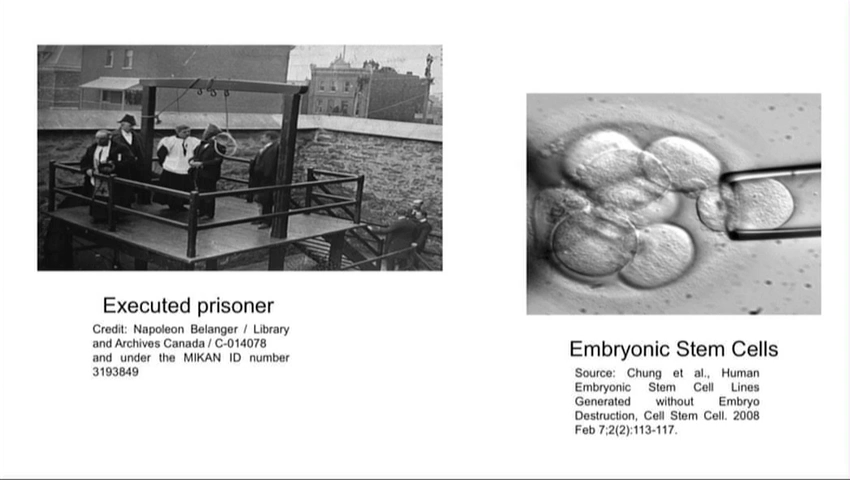 Executed prisoner
Credit: Napoleon Belanger / Library
and Archives Canada / C-014078
and under the MIKAN ID number
3193849
Embryonic Stem Cells
Source: Chung et al., Human
Embryonic Stem Cell Lines
Generated without Embryo
Destruction, Cell Stem Cell. 2008
Feb 7;2(2):113-117.